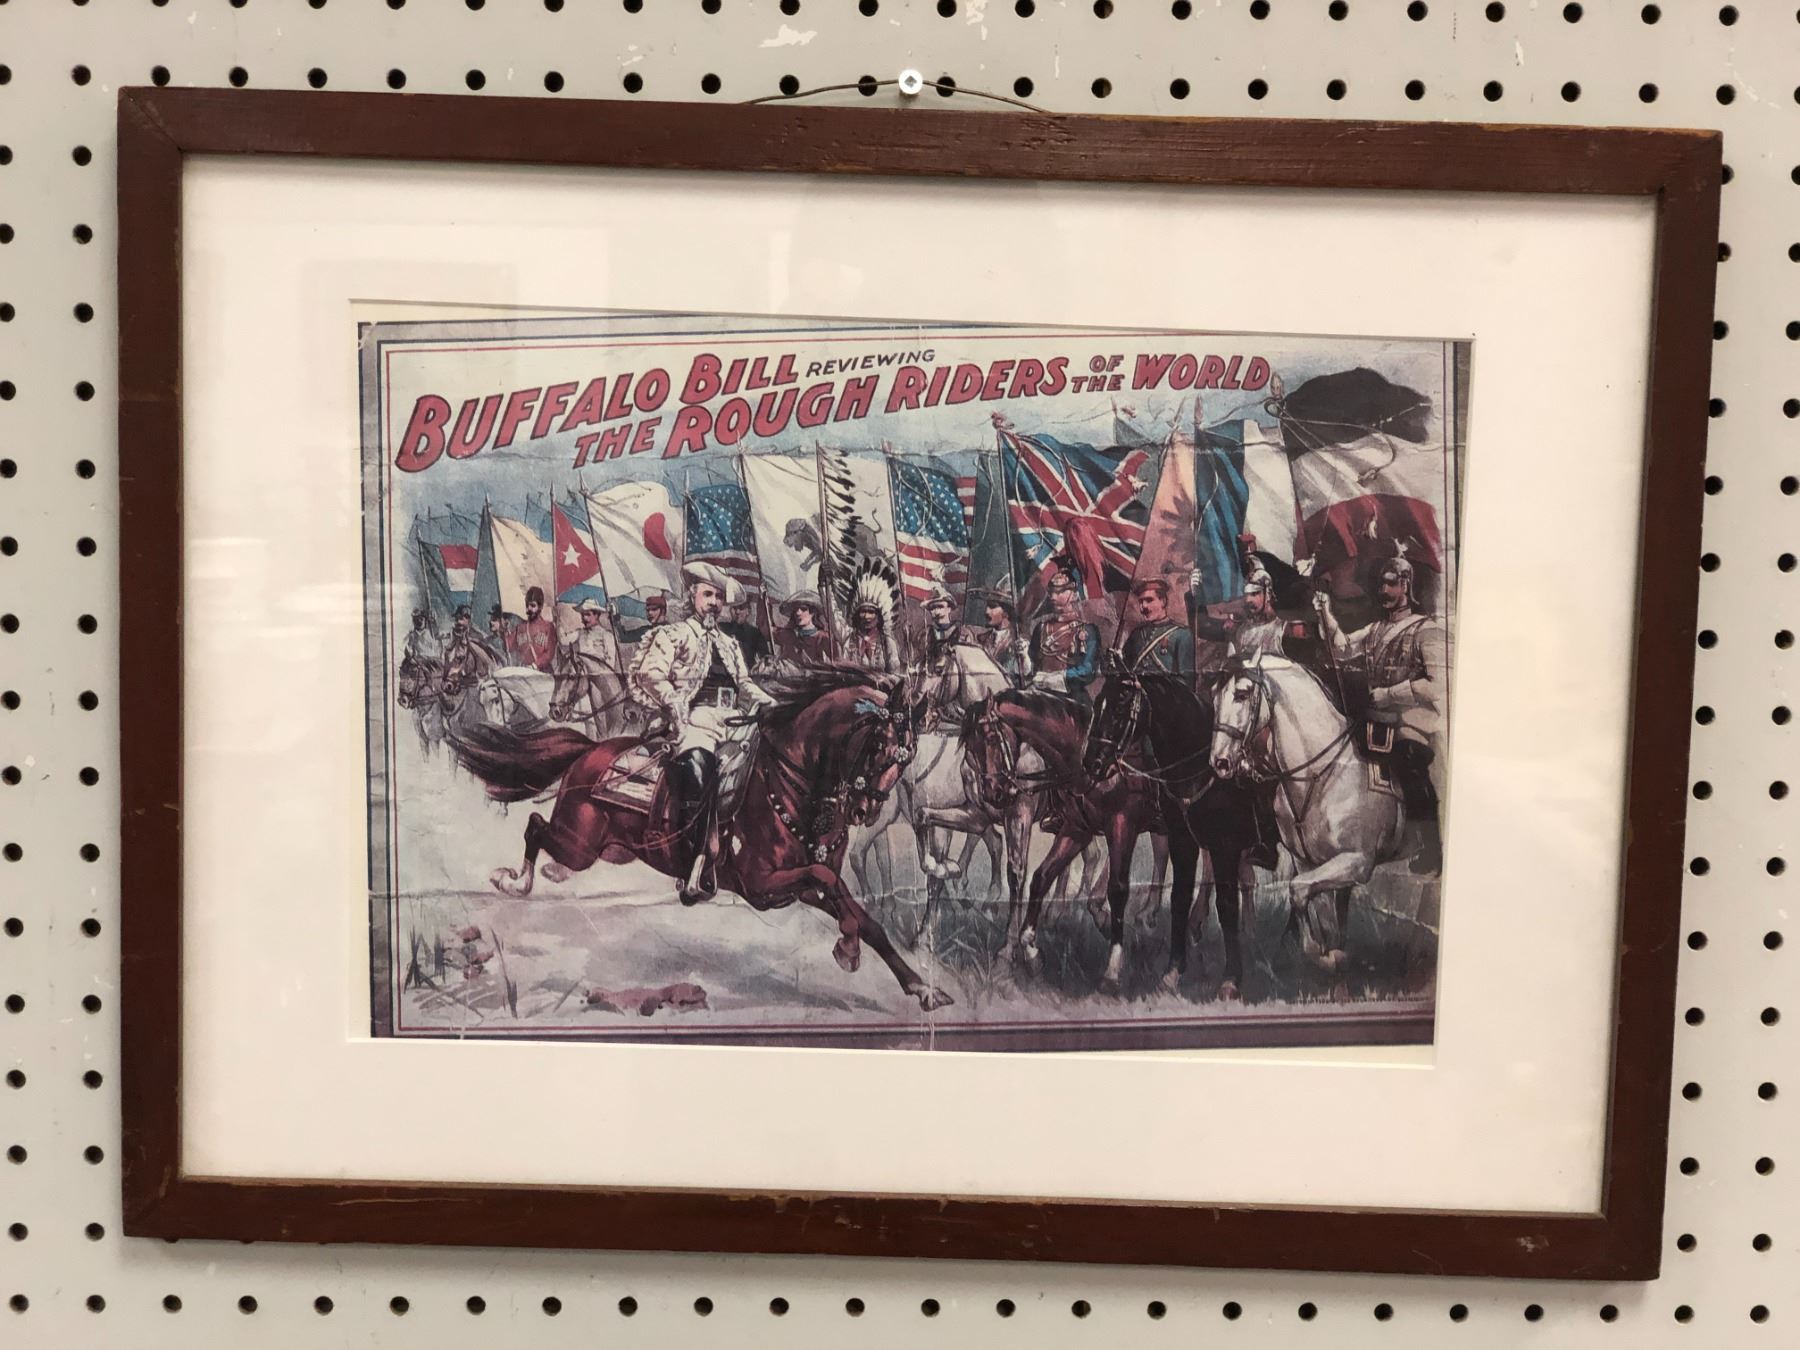 BUFFALO BILL REVIEWING
THE ROUGH RIDERS OF THE WORLD